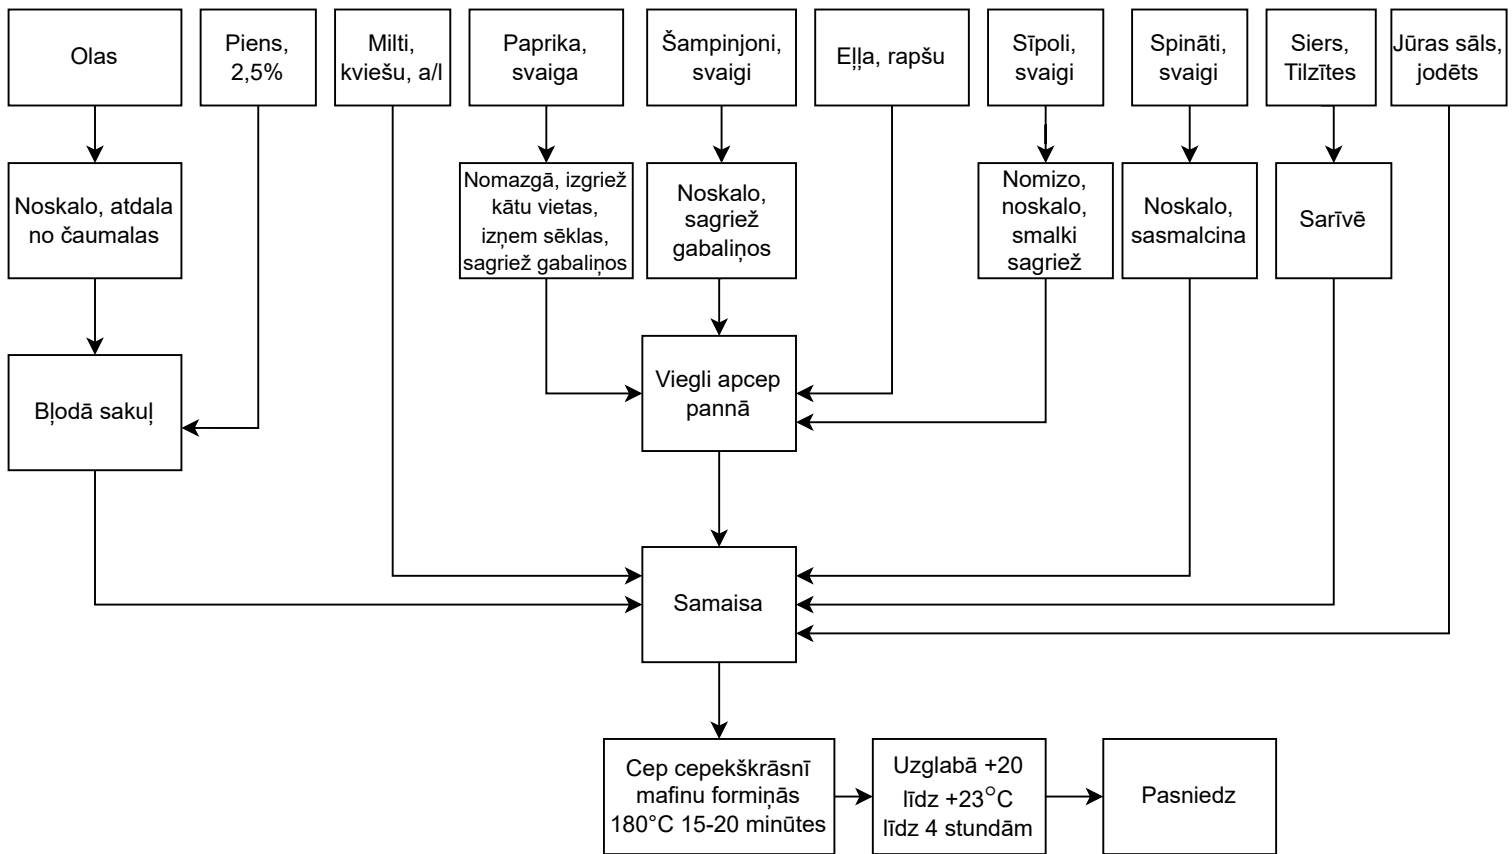 Olas
Piens,
2,5%
Milti,
kviešu, a/l
Paprika,
svaiga
Šampinjoni,
svaigi
Eļļa, rapšu
Sīpoli,
svaigi
Spināti,
svaigi
Siers,
Tilzītes
Jūras sāls,
jodēts
Noskalo, atdala
no čaumalas
Nomazgā, izgriež
kātu vietas,
izņem sēklas,
sagriež gabaliņos
Noskalo,
sagriež
gabaliņos
Nomizo,
noskalo,
smalki
sagriež
Noskalo,
sasmalcina
Sarīvē
Bļodā sakuļ
Viegli apcep
pannā
Samaisa
Cep cepekškrāsnī
mafinu formiņās
180°C 15-20 minūtes
Uzglabā +20
līdz +23°C
līdz 4 stundām
Pasniedz